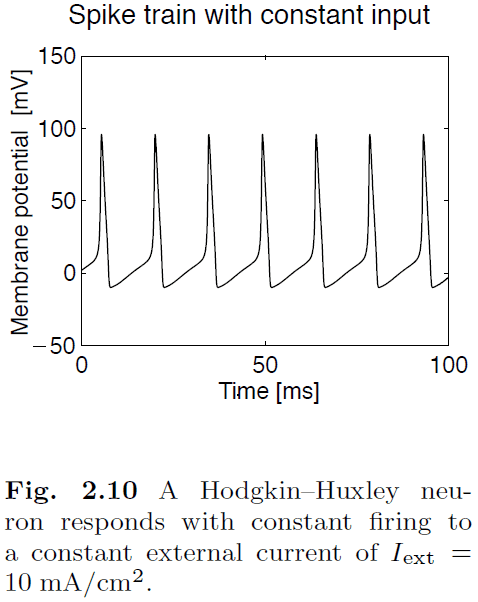 Spike train with constant input
Membrane potential [mV]
150
100
50
0
−50
0
50
100
Time [ms]
Fig. 2.10 A Hodgkin–Huxley neu-
ron responds with constant firing to
a constant external current of Iext =
10 mA/cm².